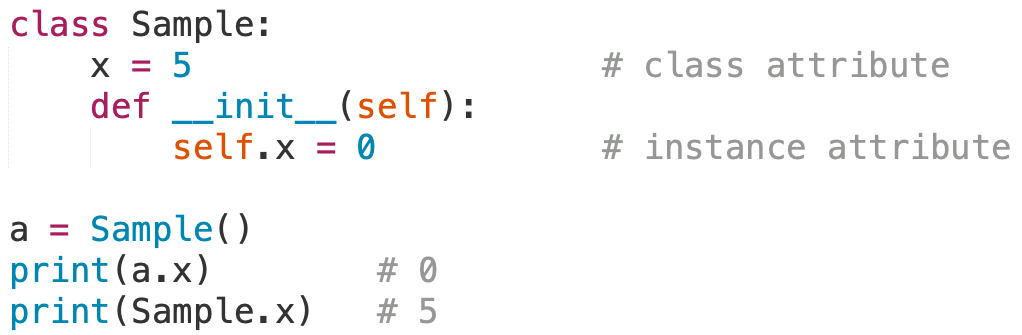 class Sample:
    x = 5                    # class attribute
    def __init__(self):
        self.x = 0           # instance attribute

a = Sample()
print(a.x)        # 0
print(Sample.x)   # 5